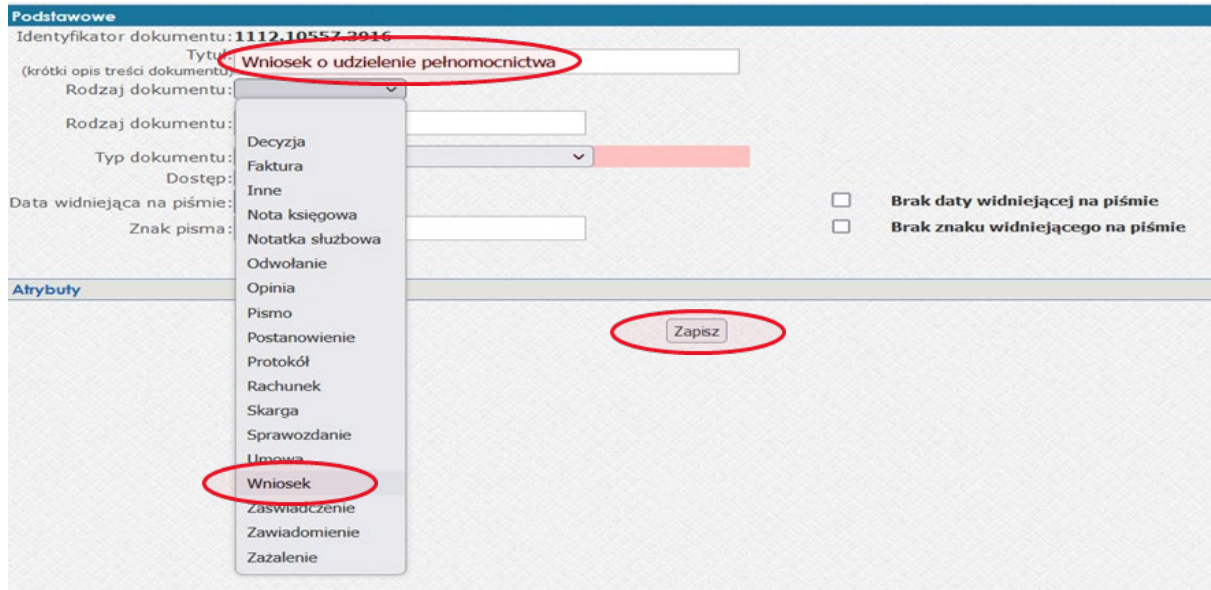 Podstawowe
Identyfikator dokumentu: 1112.10557.3916
Tytuł: Wniosek o udzielenie pełnomocnictwa
(krótki opis treści dokumentu)
Rodzaj dokumentu:
Rodzaj dokumentu:
Decyzja
Typ dokumentu:
Faktura
Dostęp:
Inne
Data widniejąca na piśmie:
Brak daty widniejącej na piśmie
Nota księgowa
Znak pisma:
Brak znaku widniejącego na piśmie
Notatka służbowa
Odwołanie
Atrybuty
Opinia
Pismo
Zapisz
Postanowienie
Protokół
Rachunek
Skarga
Sprawozdanie
Umowa
Wniosek
Zaświadczenie
Zawiadomienie
Zażalenie